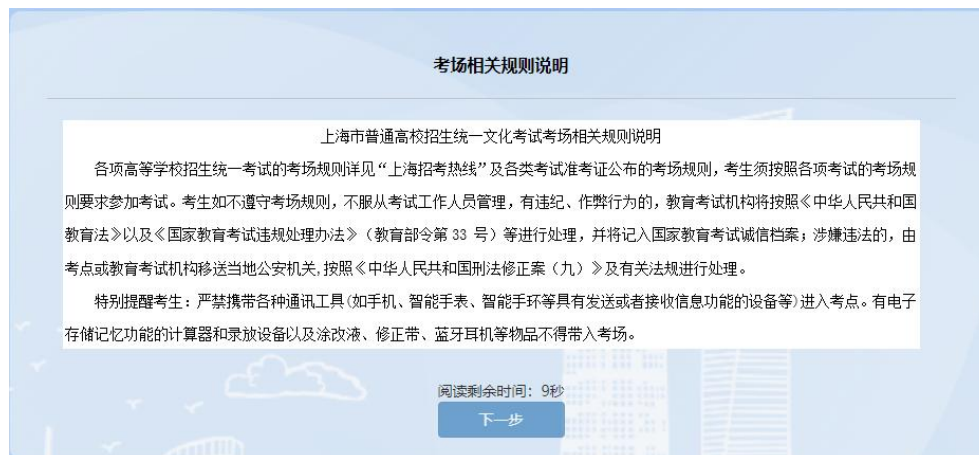 考场相关规则说明
上海市普通高校招生统一文化考试考场相关规则说明
各项高等学校招生统一考试的考场规则详见“上海招考热线”及各类考试准考证公布的考场规则，考生须按照各项考试的考场规
则要求参加考试。考生如不遵守考场规则，不服从考试工作人员管理，有违纪、作弊行为的，教育考试机构将按照《中华人民共和国
教育法》以及《国家教育考试违规处理办法》（教育部令第 33 号）等进行处理，并将记入国家教育考试诚信档案；涉嫌违法的，由
考点或教育考试机构移送当地公安机关,按照《中华人民共和国刑法修正案（九）》及有关法规进行处理。
特别提醒考生：严禁携带各种通讯工具(如手机、智能手表、智能手环等具有发送或者接收信息功能的设备等)进入考点。有电子
存储记忆功能的计算器和录放设备以及涂改液、修正带、蓝牙耳机等物品不得带入考场。
阅读剩余时间：9秒
下一步